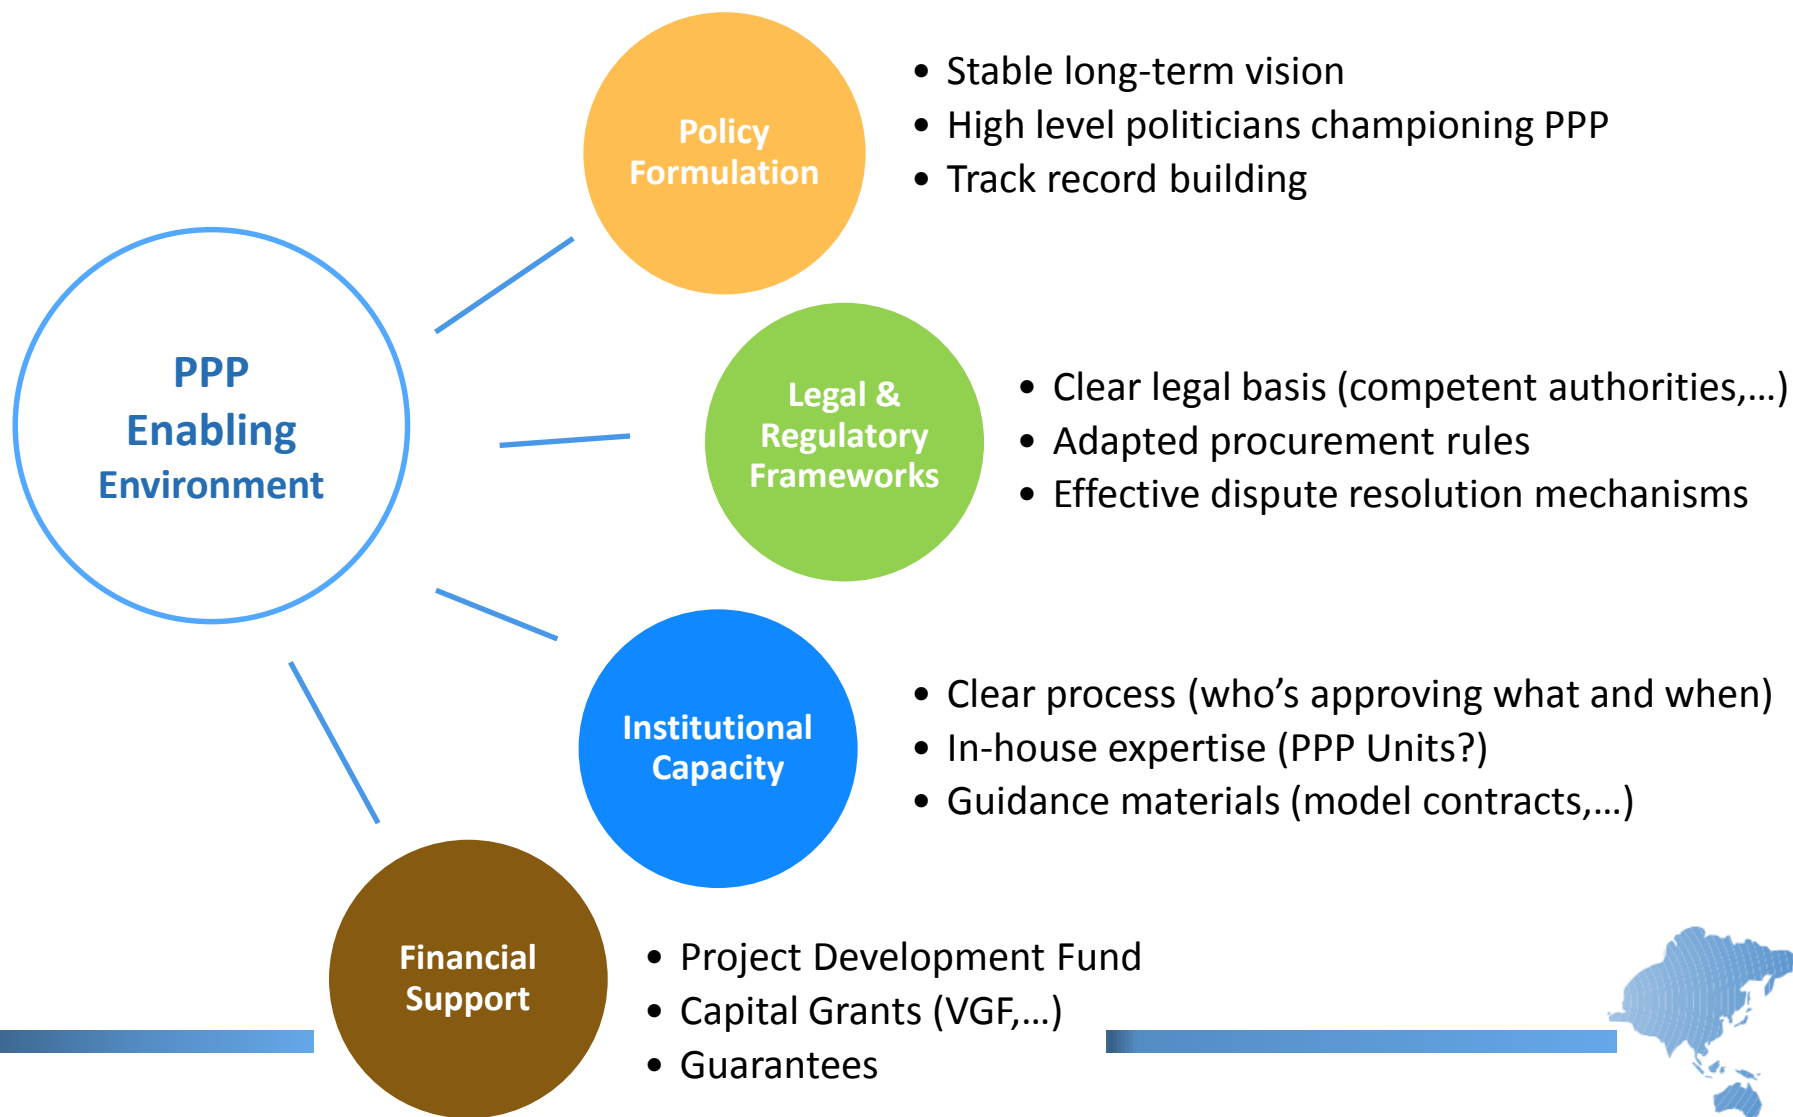 PPP
Enabling
Environment
Policy
Formulation
• Stable long-term vision
• High level politicians championing PPP
• Track record building
Legal &
Regulatory
Frameworks
• Clear legal basis (competent authorities,…)
• Adapted procurement rules
• Effective dispute resolution mechanisms
Institutional
Capacity
• Clear process (who’s approving what and when)
• In-house expertise (PPP Units?)
• Guidance materials (model contracts,…)
Financial
Support
• Project Development Fund
• Capital Grants (VGF,…)
• Guarantees